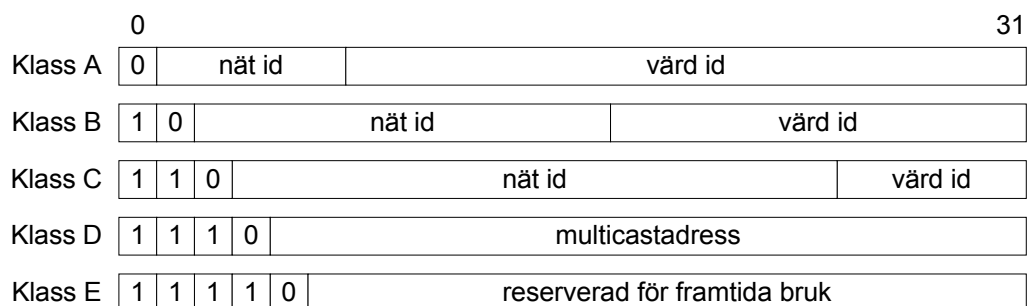 0 31
Klass A 0 nät id värd id
Klass B 1 0 nät id värd id
Klass C 1 1 0 nät id värd id
Klass D 1 1 1 0 multicastadress
Klass E 1 1 1 1 0 reserverad för framtida bruk